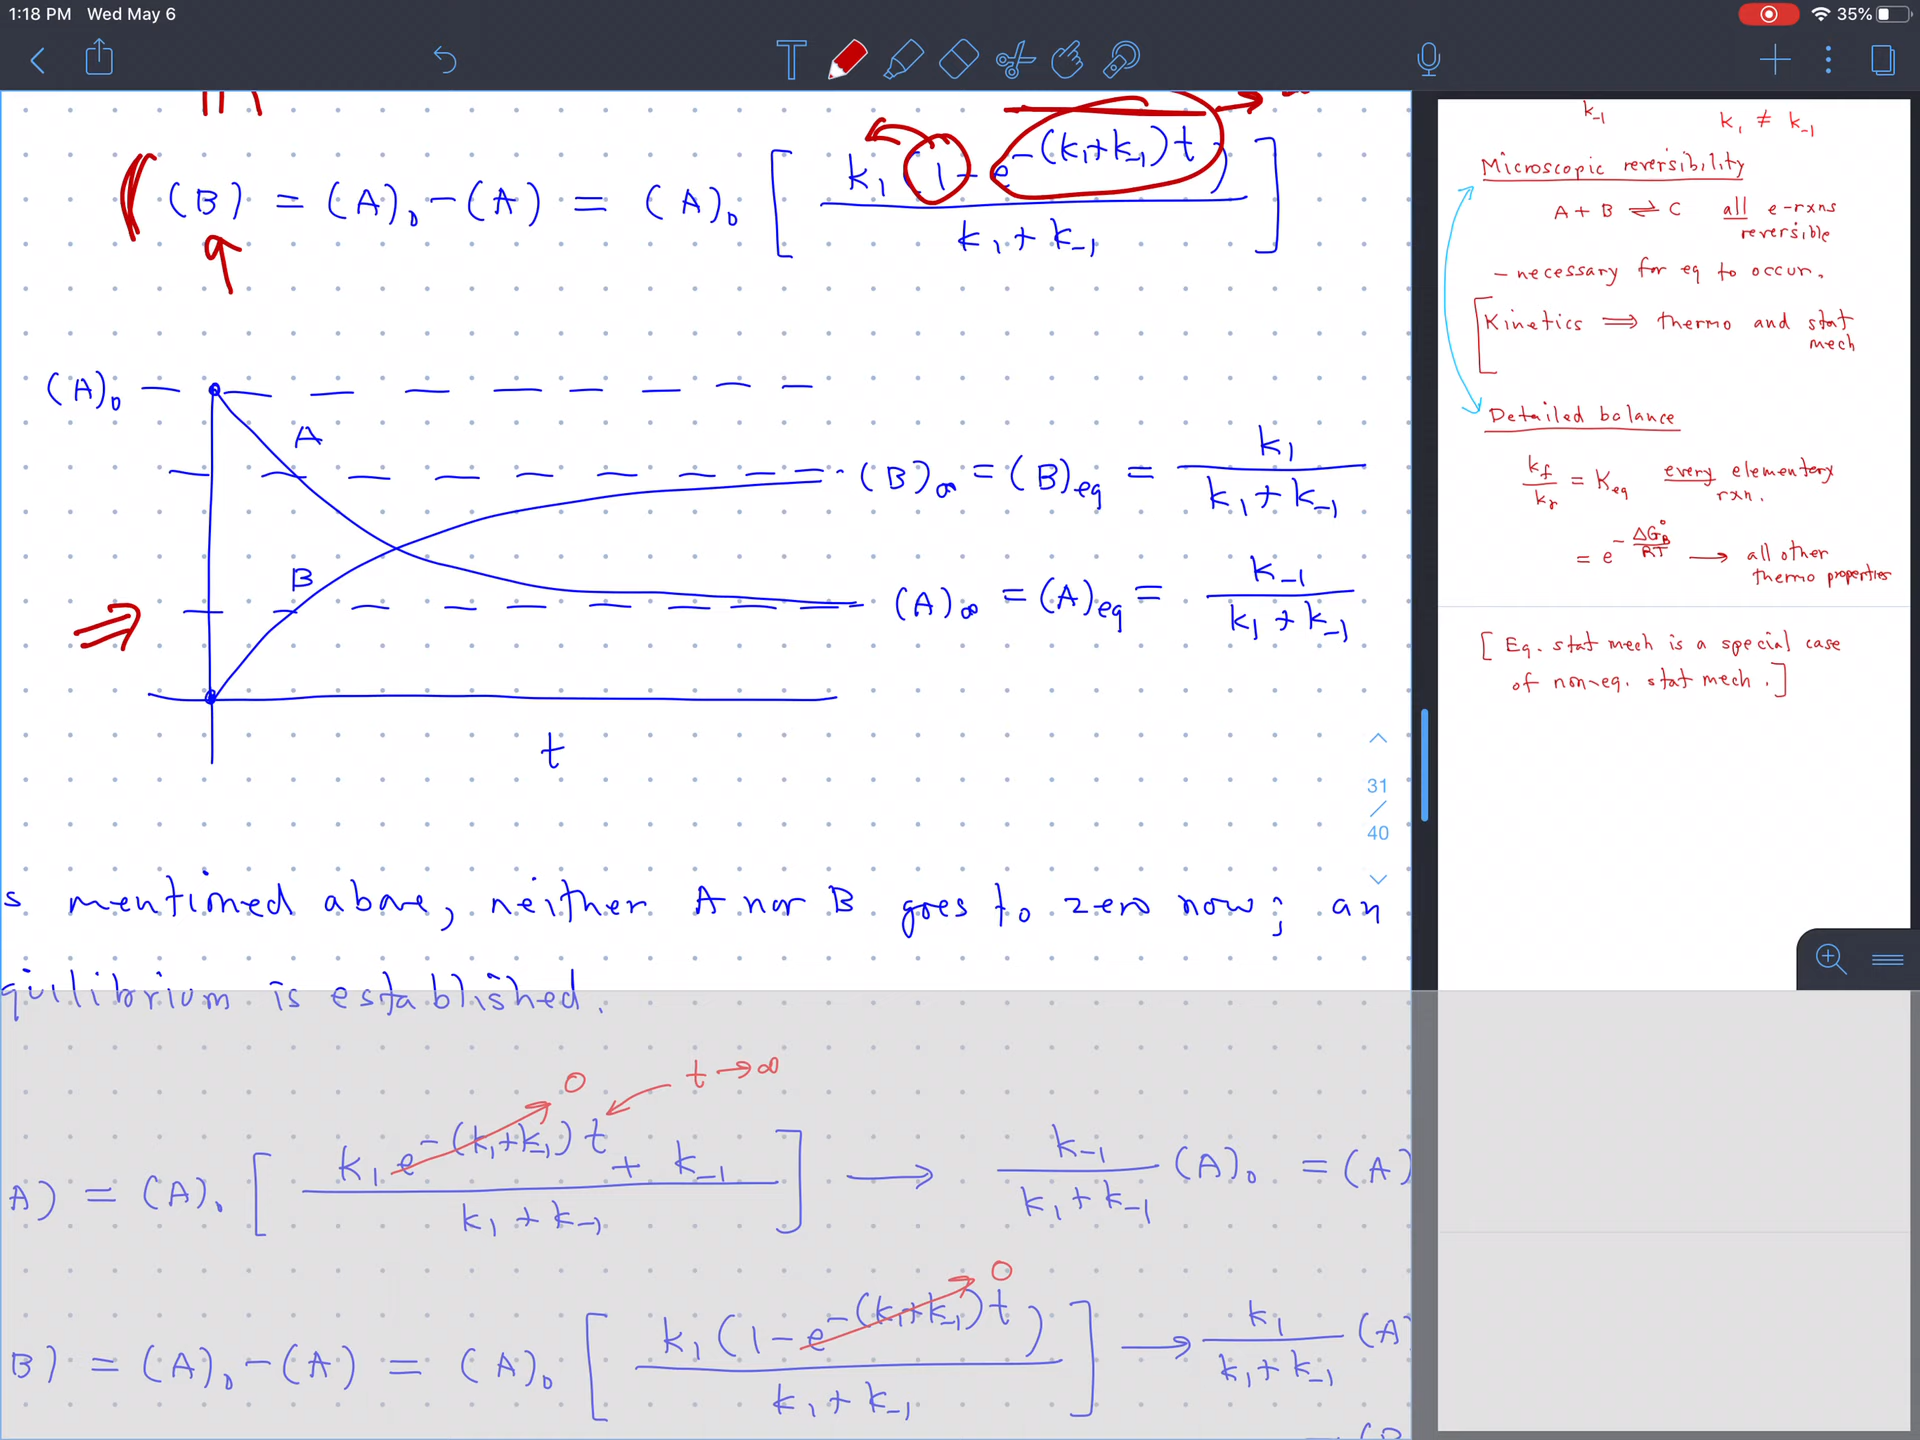 1:18 PM Wed May 6
35%
(B) = (A)₀ - (A) = (A)₀ [ k₁ (1 - e^-(k₁+k₋₁)t) / k₁ + k₋₁ ]
(A)₀
A
(B)∞ = (B)eq = k₁ / k₁ + k₋₁
B
(A)∞ = (A)eq = k₋₁ / k₁ + k₋₁
t
31
/
40
s mentioned above, neither A nor B goes to zero now; an
quilibrium is established.
0
t → ∞
A) = (A)₀ [ k₁ e^-(k₁+k₋₁)t + k₋₁ / k₁ + k₋₁ ] → k₋₁ / k₁ + k₋₁ (A)₀ = (A)
0
B) = (A)₀ - (A) = (A)₀ [ k₁ (1 - e^-(k₁+k₋₁)t) / k₁ + k₋₁ ] → k₁ / k₁ + k₋₁ (A)
k₋₁
k₁ ≠ k₋₁
Microscopic reversibility
A + B ⇌ C all e-rxns
reversible
- necessary for eq to occur.
[ Kinetics ⇒ thermo and stat
mech
Detailed balance
kf / kr = Keq every elementary
rxn.
= e^-ΔG°R/RT → all other
thermo properties
[ Eq. stat mech is a special case
of non-eq. stat mech. ]